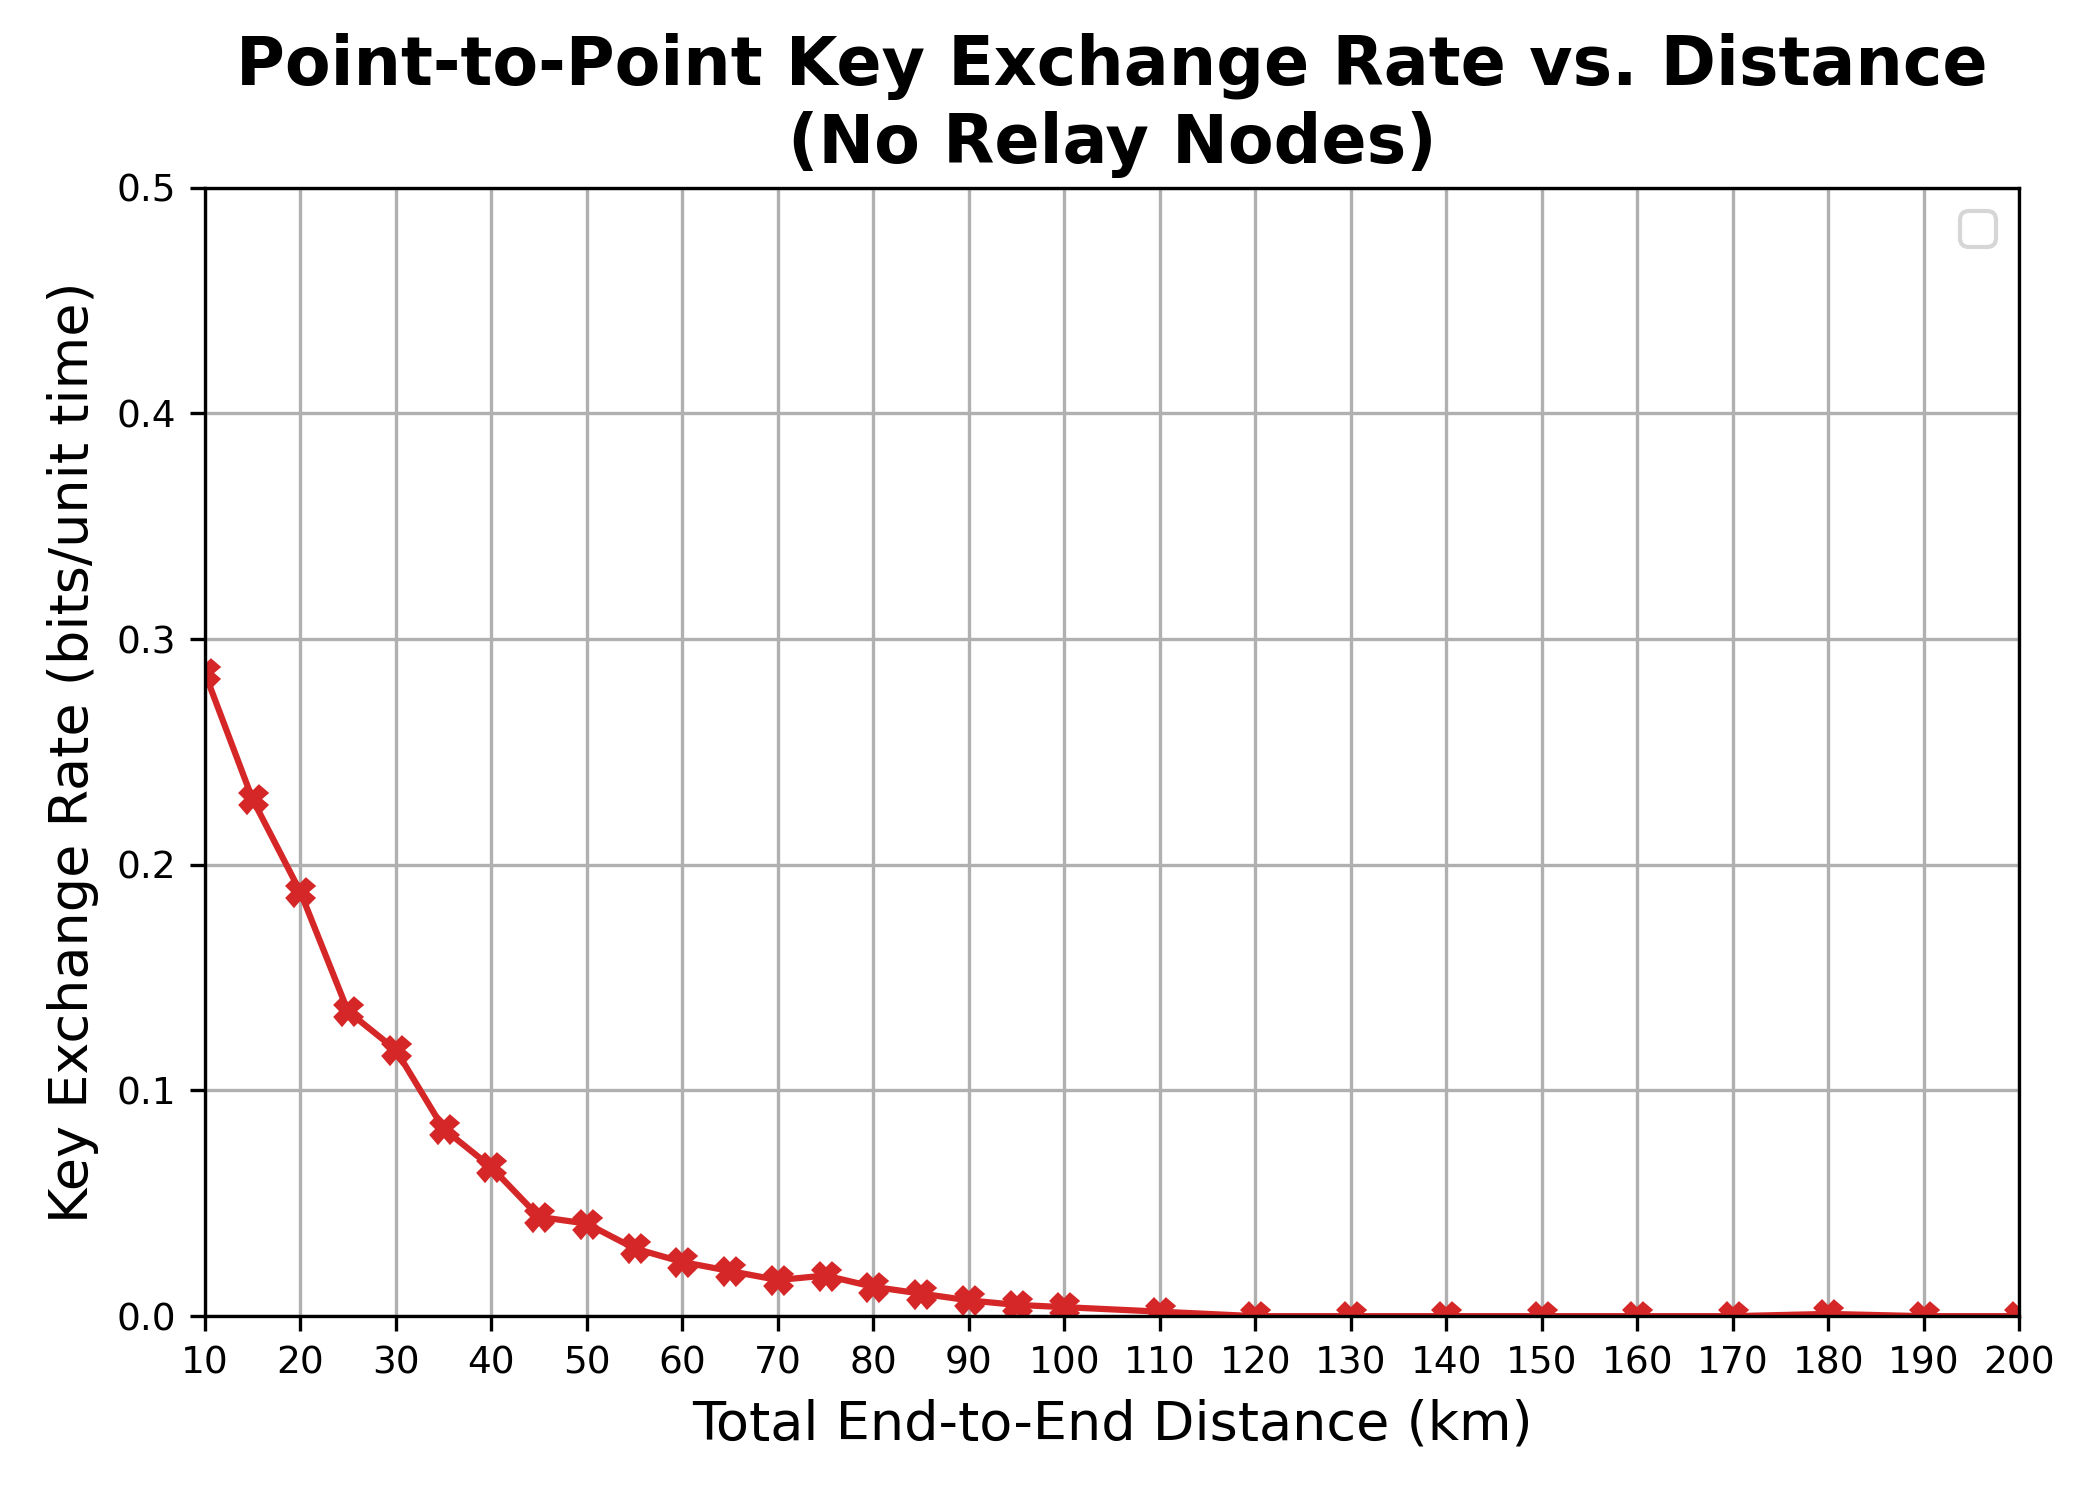 Point-to-Point Key Exchange Rate vs. Distance
(No Relay Nodes)
Key Exchange Rate (bits/unit time)
0.5
0.4
0.3
0.2
0.1
0.0
10 20 30 40 50 60 70 80 90 100 110 120 130 140 150 160 170 180 190 200
Total End-to-End Distance (km)